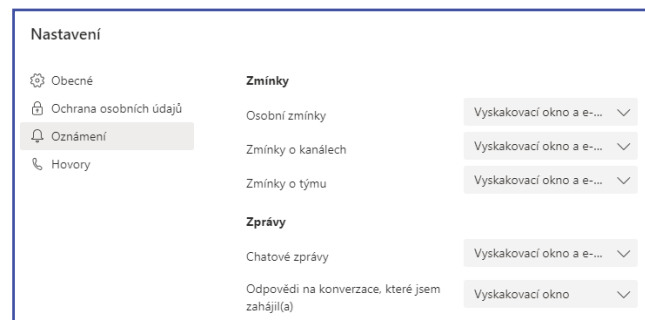 Nastavení
Obecné
Ochrana osobních údajů
Oznámení
Hovory
Zmínky
Osobní zmínky Vyskakovací okno a e-...
Zmínky o kanálech Vyskakovací okno a e-...
Zmínky o týmu Vyskakovací okno a e-...
Zprávy
Chatové zprávy Vyskakovací okno a e-...
Odpovědi na konverzace, které jsem
zahájil(a) Vyskakovací okno